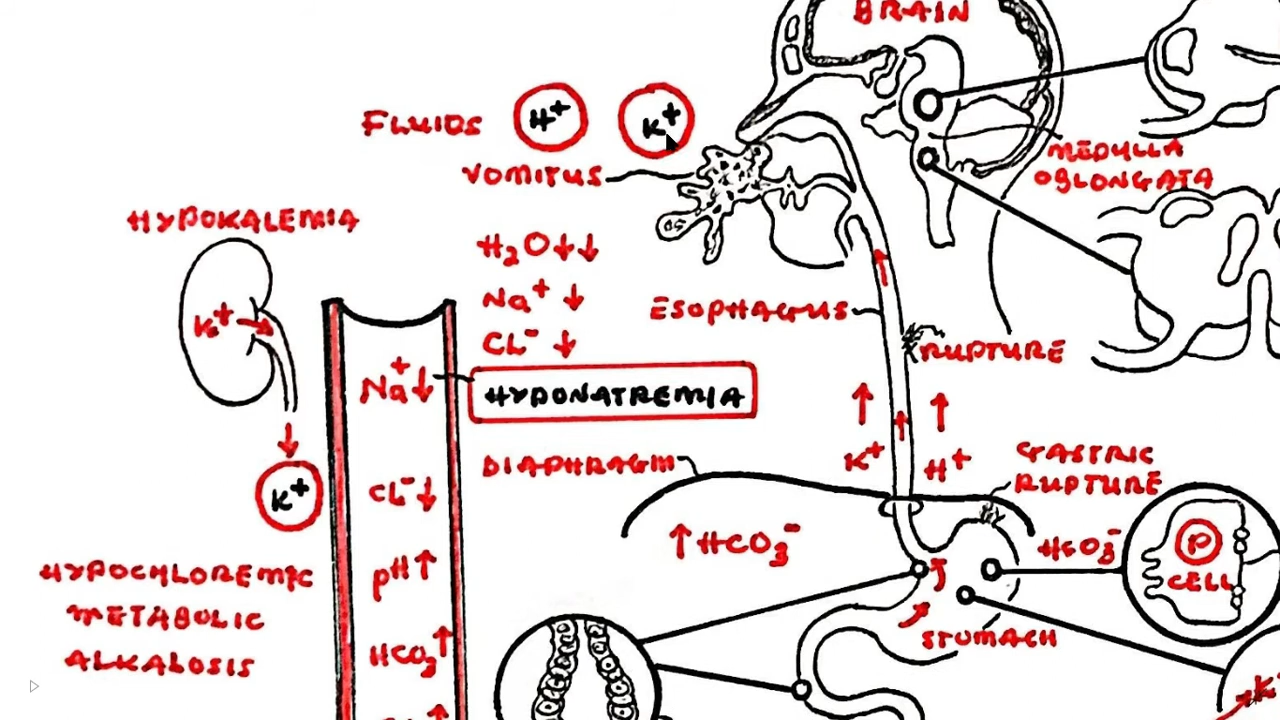 BRAIN
FLUIDS H⁺ K⁺
VOMITUS
MEDULLA
OBLONGATA
HYPOKALEMIA
H₂O↓↓
K⁺→
Na⁺ ↓
ESOPHAGUS
CL⁻ ↓
RUPTURE
Na⁺↓
HYPONATREMIA
↑ ↑ ↑
K⁺ H⁺
DIAPHRAGM
GASTRIC
RUPTURE
K⁺
CL⁻↓
↑HCO₃⁻
HCO₃⁻
P
CELL
pH↑
HYPOCHLOREMIC
METABOLIC
ALKALOSIS
HCO₃↑
STOMACH